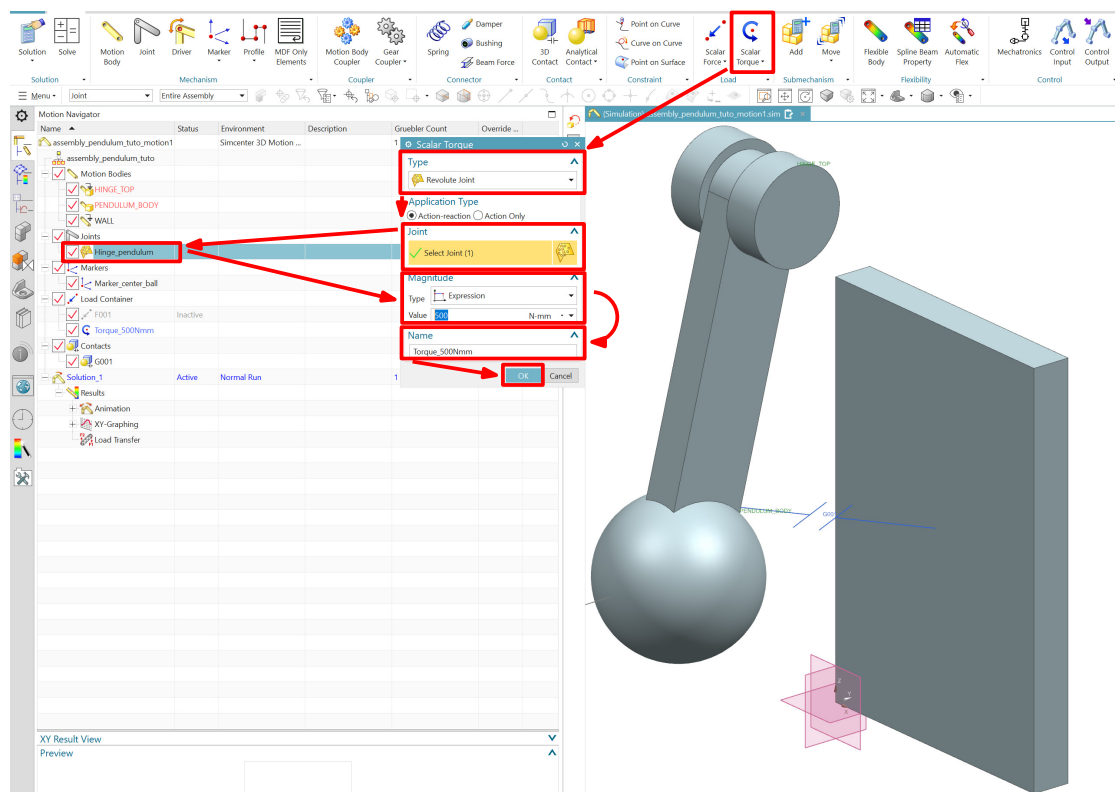 Solution
Solve
Motion Body
Joint
Driver
Marker
Profile
MDF Only Elements
Motion Body Coupler
Gear Coupler
Spring
Damper
Bushing
Beam Force
3D Contact
Analytical Contact
Point on Curve
Curve on Curve
Point on Surface
Scalar Force
Scalar Torque
Add
Move
Flexible Body
Spline Beam Property
Automatic Flex
Mechatronics
Control Input
Control Output
Solution
Mechanism
Coupler
Connector
Contact
Constraint
Load
Submechanism
Flexibility
Control
Menu
Joint
Entire Assembly
Motion Navigator
(Simulation) assembly_pendulum_tuto_motion1.sim
Name Status Environment Description Gruebler Count Override ...
assembly_pendulum_tuto_motion1 Simcenter 3D Motion ... 1
assembly_pendulum_tuto
Motion Bodies
HINGE_TOP
PENDULUM_BODY
WALL
Joints
Hinge_pendulum
Markers
Marker_center_ball
Load Container
F001 Inactive
Torque_500Nmm
Contacts
G001
Solution_1 Active Normal Run 1
Results
Animation
XY-Graphing
Load Transfer
Scalar Torque
Type
Revolute Joint
Application Type
Action-reaction Action Only
Joint
Select Joint (1)
Magnitude
Type Expression
Value 500 N-mm
Name
Torque_500Nmm
OK Cancel
HINGE_TOP
PENDULUM_BODY
G001
Z
Y
X
XY Result View
Preview